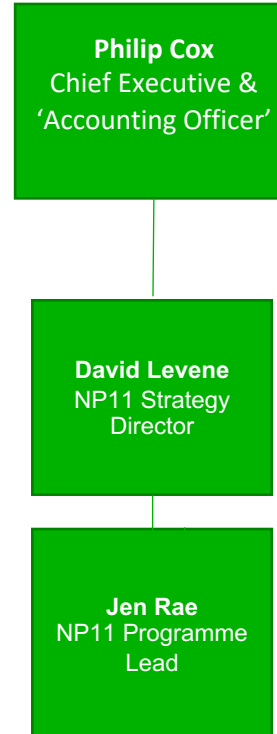 Philip Cox
Chief Executive &
‘Accounting Officer’
David Levene
NP11 Strategy
Director
Jen Rae
NP11 Programme
Lead